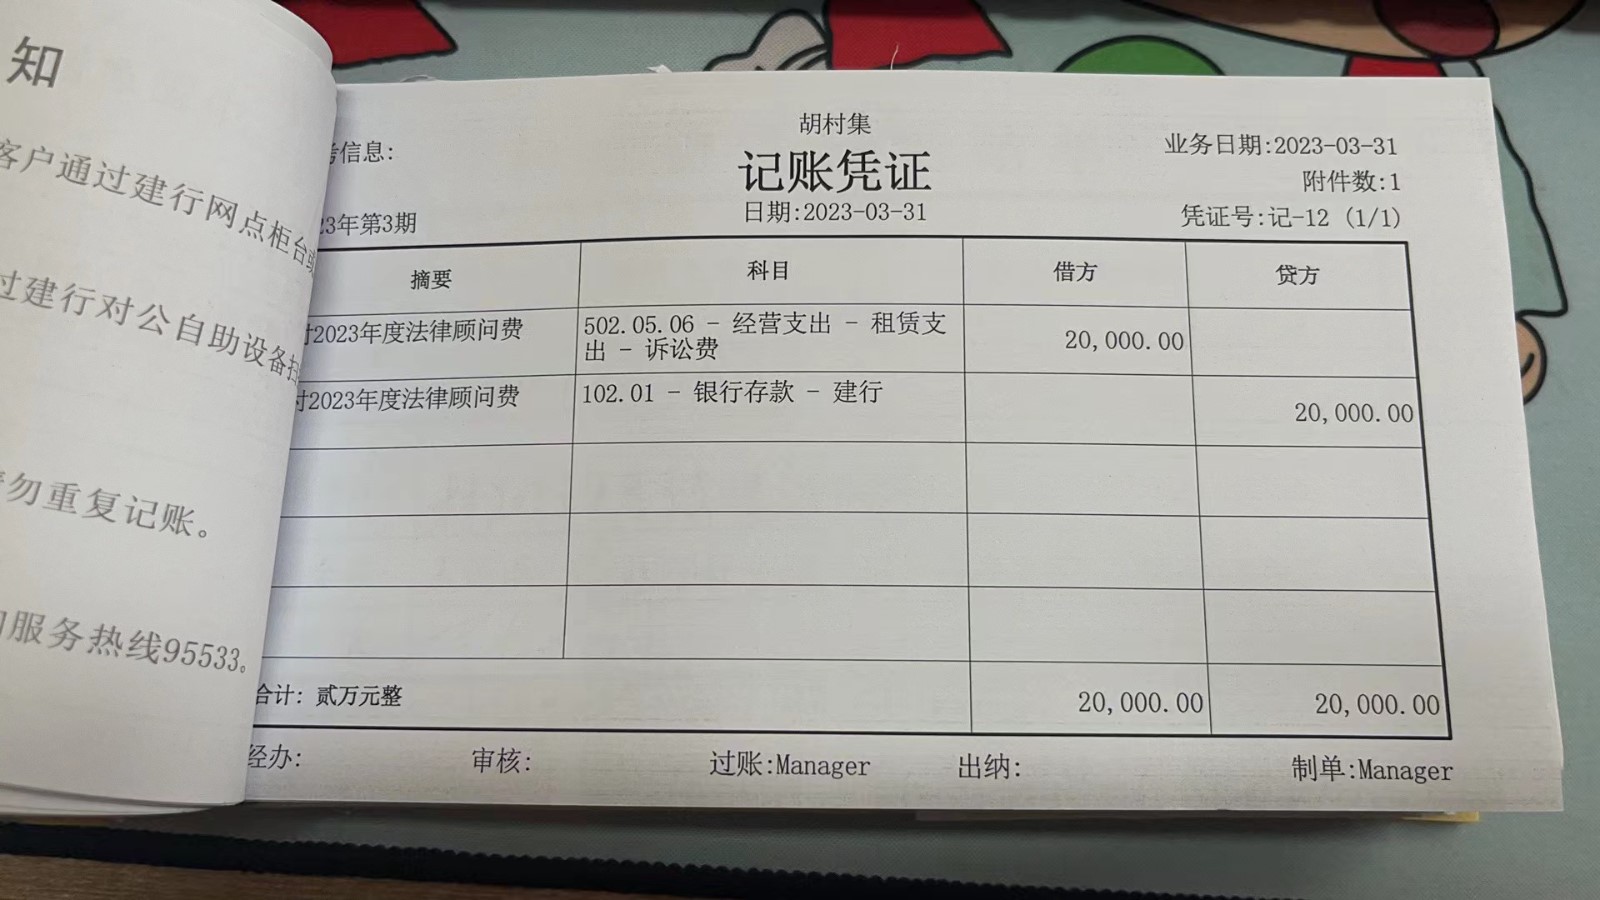 知
客户通过建行网点柜台
过建行对公自助设备
勿重复记账。
服务热线95533。
胡村集
考信息:
业务日期:2023-03-31
记账凭证
附件数:1
日期:2023-03-31
23年第3期
凭证号:记-12 (1/1)
摘要 科目 借方 贷方
付2023年度法律顾问费 502.05.06 - 经营支出 - 租赁支 20,000.00
出 - 诉讼费
付2023年度法律顾问费 102.01 - 银行存款 - 建行 20,000.00
合计: 贰万元整 20,000.00 20,000.00
经办: 审核: 过账:Manager 出纳: 制单:Manager